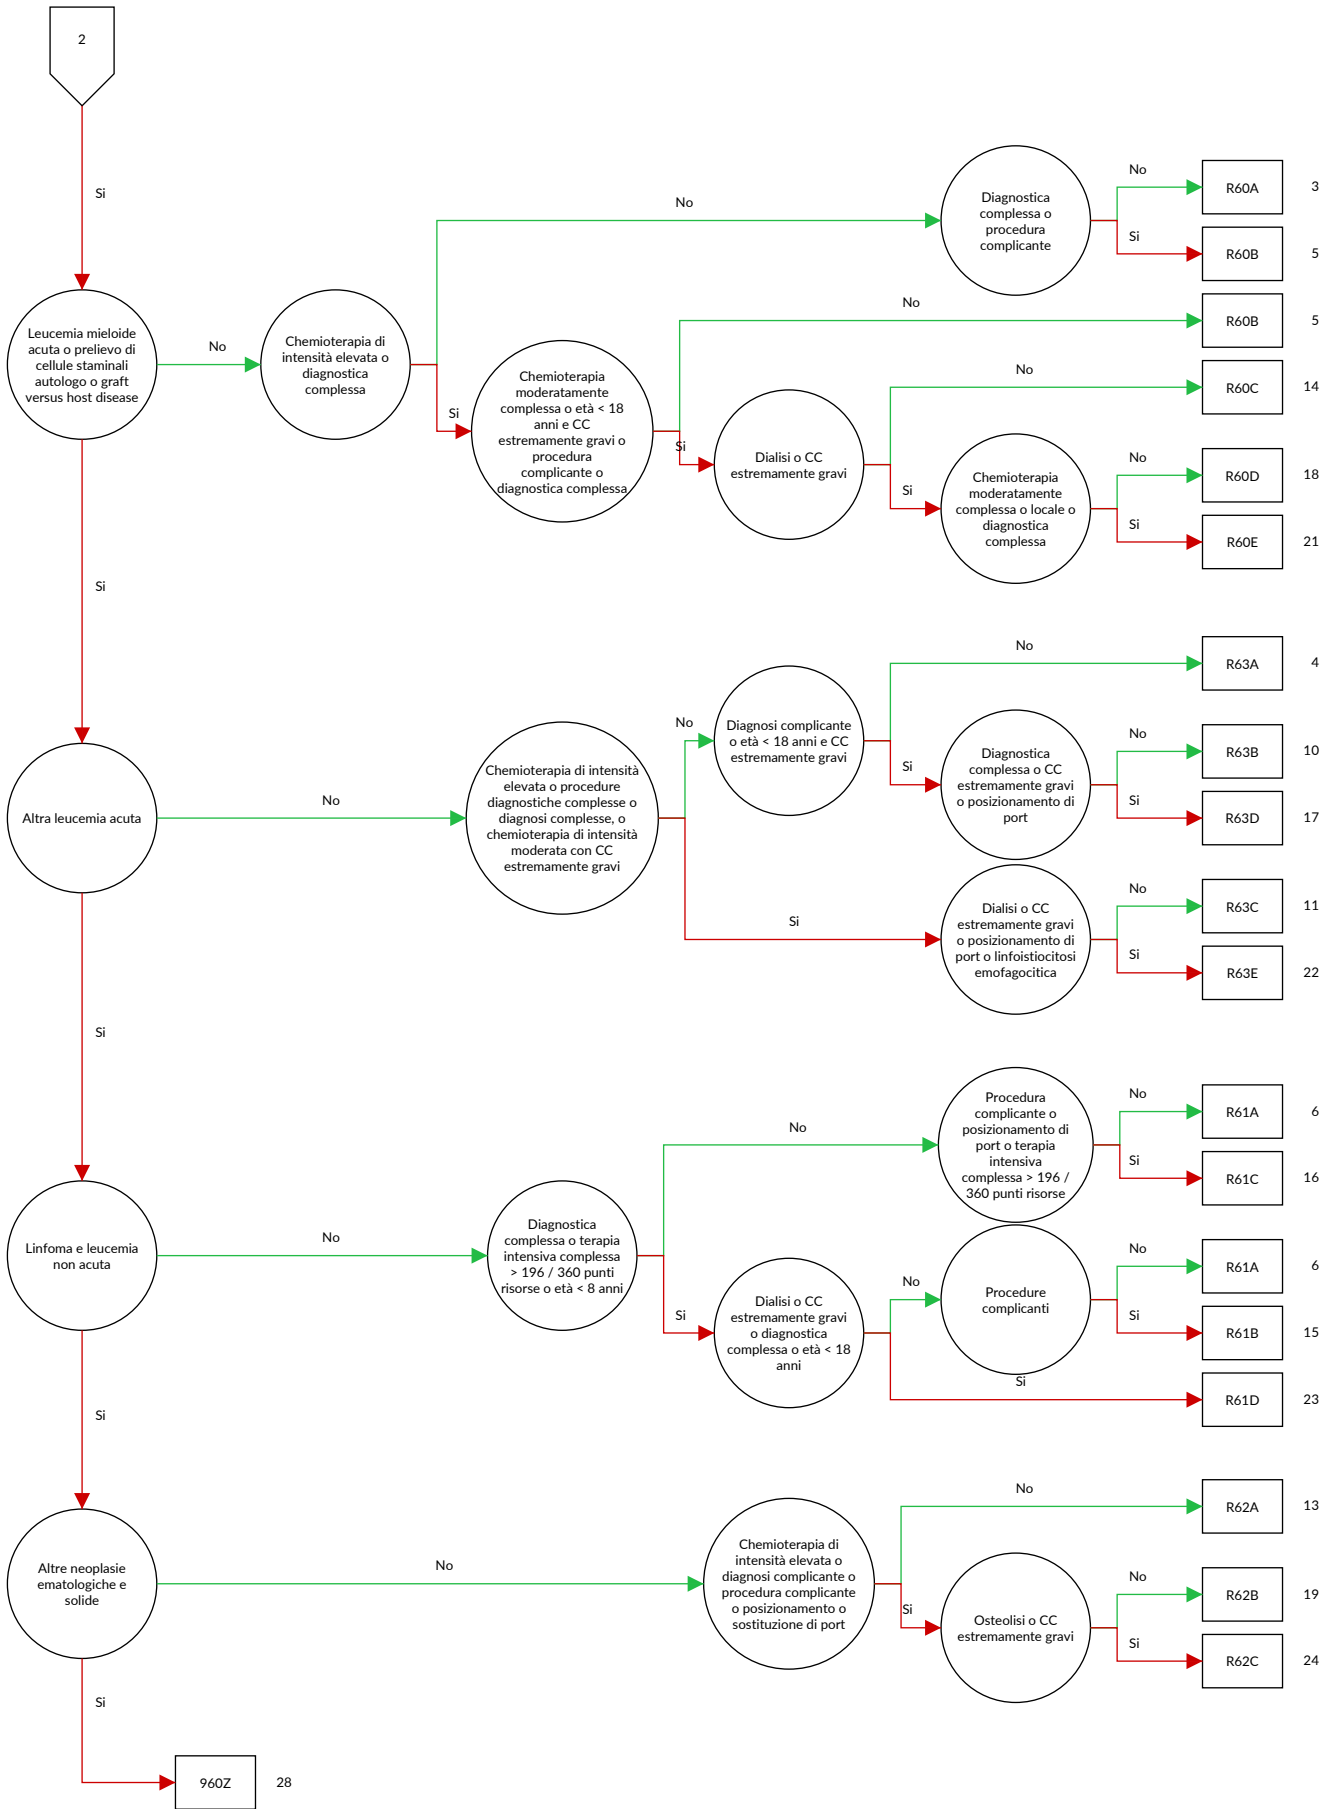 2
Si
Leucemia mieloide
acuta o prelievo di
cellule staminali
autologo o graft
versus host disease
No
Chemioterapia di
intensità elevata o
diagnostica
complessa
No
Diagnostica
complessa o
procedura
complicante
No
R60A
3
Si
R60B
5
Si
Chemioterapia
moderatamente
complessa o età < 18
anni e CC
estremamente gravi o
procedura
complicante o
diagnostica complessa
No
R60B
5
Si
Dialisi o CC
estremamente gravi
No
R60C
14
Si
Chemioterapia
moderatamente
complessa o locale o
diagnostica
complessa
No
R60D
18
Si
R60E
21
Si
Altra leucemia acuta
No
Chemioterapia di intensità
elevata o procedure
diagnostiche complesse o
diagnosi complesse, o
chemioterapia di intensità
moderata con CC
estremamente gravi
No
Diagnosi complicante
o età < 18 anni e CC
estremamente gravi
No
R63A
4
Si
Diagnostica
complessa o CC
estremamente gravi
o posizionamento di
port
No
R63B
10
Si
R63D
17
Si
Dialisi o CC
estremamente gravi
o posizionamento di
port o linfoistiocitosi
emofagocitica
No
R63C
11
Si
R63E
22
Si
Linfoma e leucemia
non acuta
No
Diagnostica
complessa o terapia
intensiva complessa
> 196 / 360 punti
risorse o età < 8 anni
No
Procedura
complicante o
posizionamento di
port o terapia
intensiva
complessa > 196 /
360 punti risorse
No
R61A
6
Si
R61C
16
Si
Dialisi o CC
estremamente gravi
o diagnostica
complessa o età < 18
anni
No
Procedure
complicanti
No
R61A
6
Si
R61B
15
Si
R61D
23
Si
Altre neoplasie
ematologiche e
solide
No
Chemioterapia di
intensità elevata o
diagnosi complicante o
procedura complicante
o posizionamento o
sostituzione di port
No
R62A
13
Si
Osteolisi o CC
estremamente gravi
No
R62B
19
Si
R62C
24
Si
960Z
28